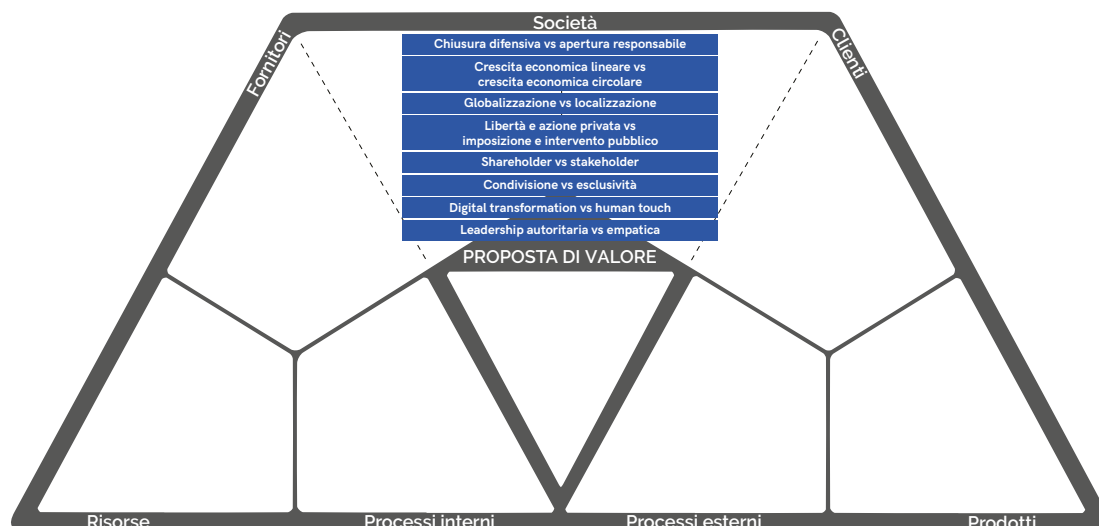 Società
Fornitori
Clienti
Chiusura difensiva vs apertura responsabile
Crescita economica lineare vs
crescita economica circolare
Globalizzazione vs localizzazione
Libertà e azione privata vs
imposizione e intervento pubblico
Shareholder vs stakeholder
Condivisione vs esclusività
Digital transformation vs human touch
Leadership autoritaria vs empatica
PROPOSTA DI VALORE
Risorse
Processi interni
Processi esterni
Prodotti